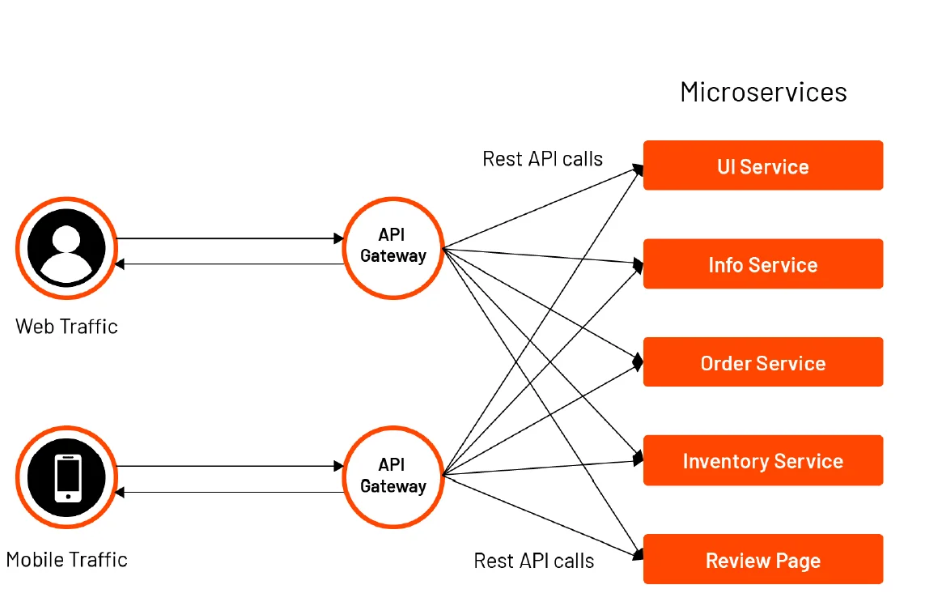 Microservices
Rest API calls
UI Service
API
Gateway
Info Service
Web Traffic
Order Service
API
Gateway
Inventory Service
Mobile Traffic
Rest API calls
Review Page